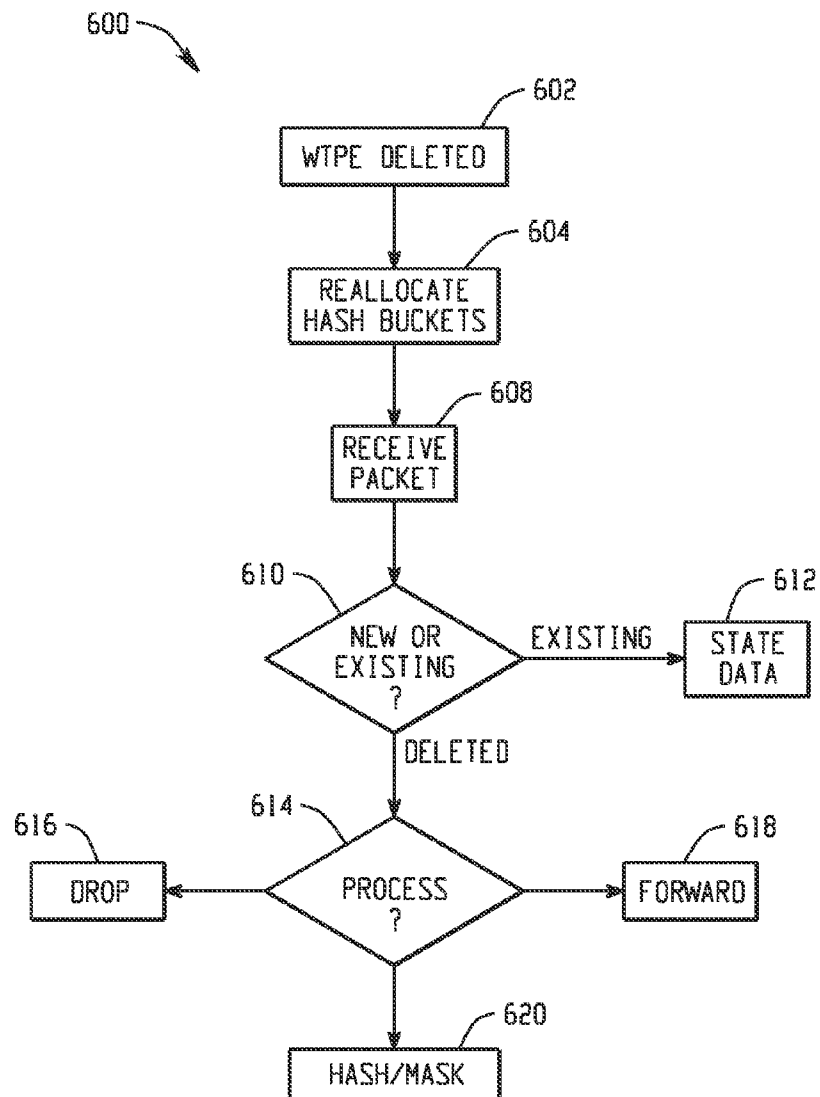 600
602
WTPE DELETED
604
REALLOCATE
HASH BUCKETS
608
RECEIVE
PACKET
610
NEW OR
EXISTING
?
EXISTING
612
STATE
DATA
DELETED
614
PROCESS
?
616
DROP
618
FORWARD
620
HASH/MASK